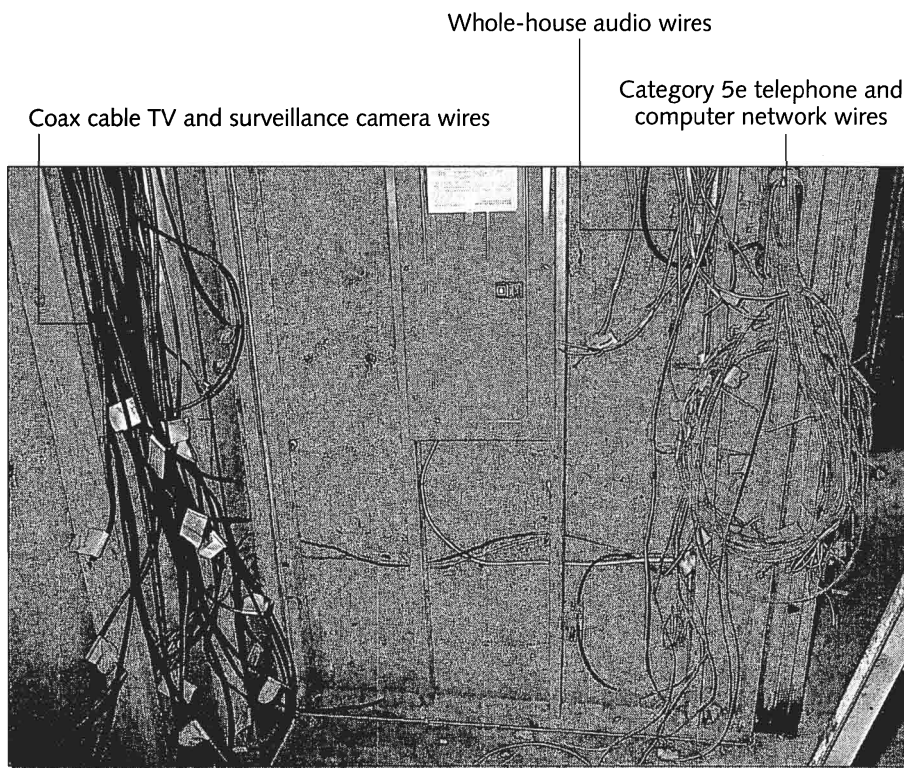 Whole-house audio wires
Category 5e telephone and
computer network wires
Coax cable TV and surveillance camera wires